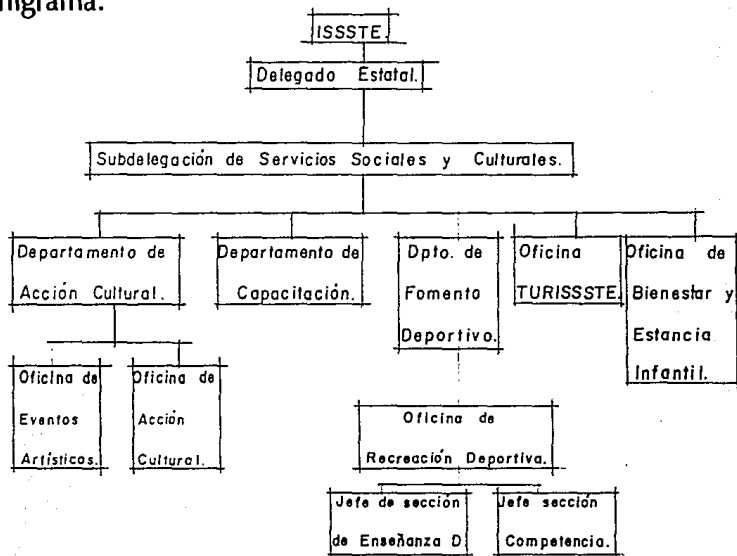 ISSSTE.
Delegado Estatal.
Subdelegación de Servicios Sociales y Culturales.
Departamento de
Acción Cultural.
Departamento de
Capacitación.
Dpto. de
Fomento
Deportivo.
Oficina
TURISSSTE.
Oficina de
Bienestar y
Estancia
Infantil.
Oficina de
Eventos
Artísticos.
Oficina de
Acción
Cultural.
Oficina de
Recreación Deportiva.
Jefe de sección
de Enseñanza D
Jefe sección
Competencia.